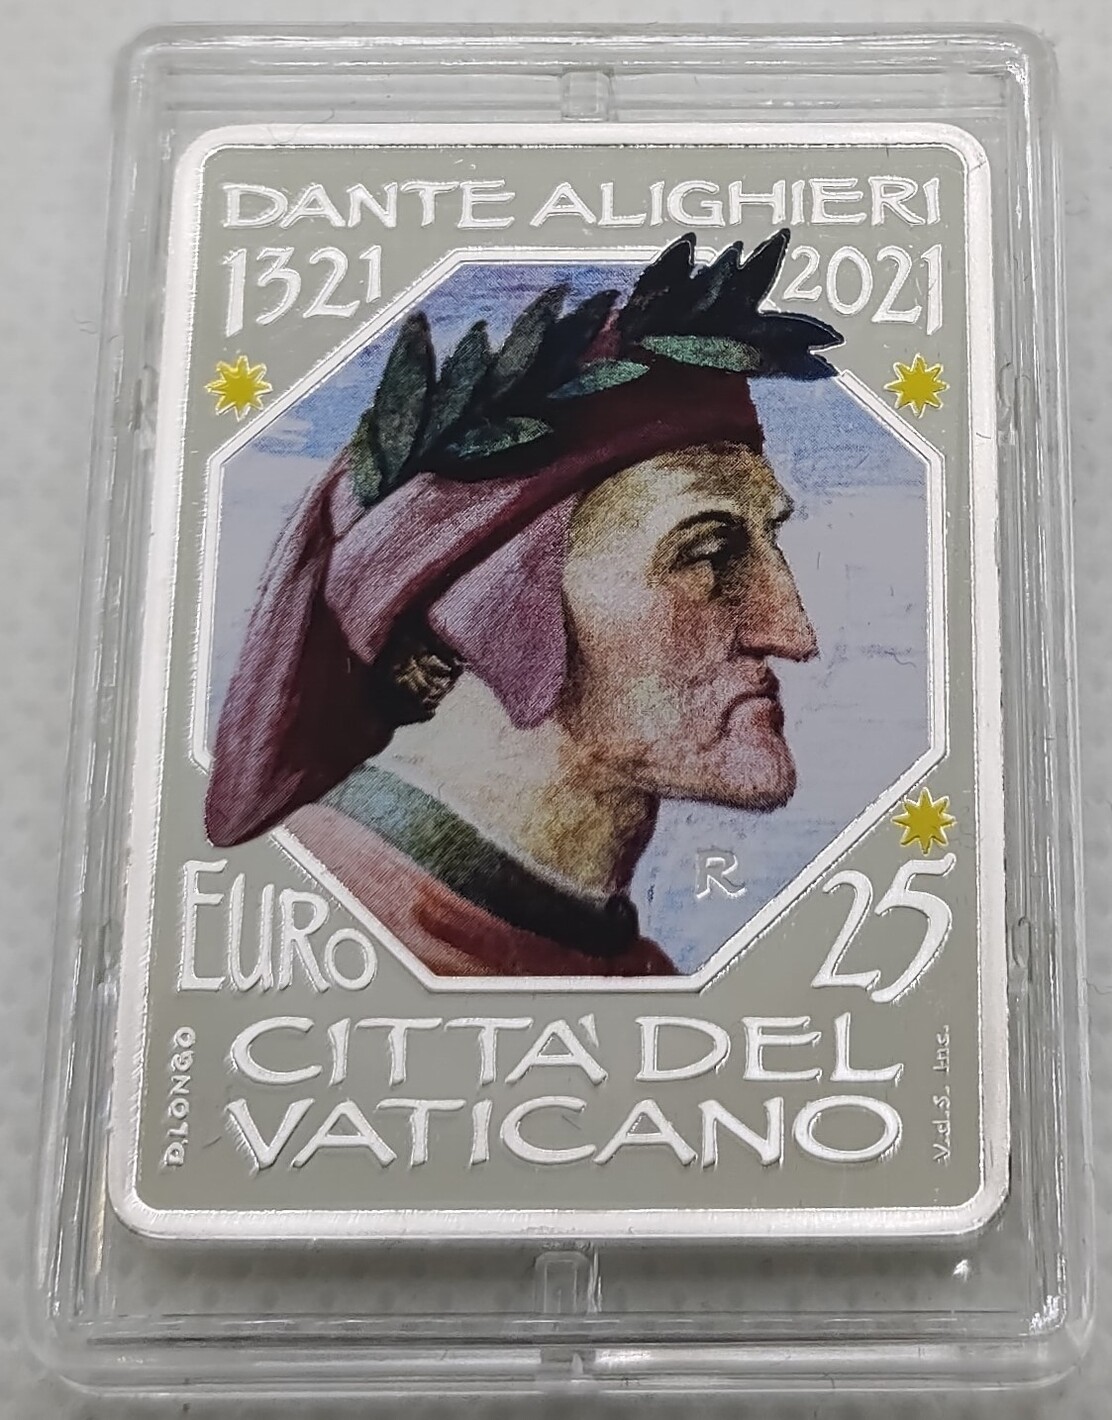 DANTE ALIGHIERI
1321 2021
R
EURO 25
CITTA' DEL
VATICANO
D.LONGO
V.d.S. Inc.